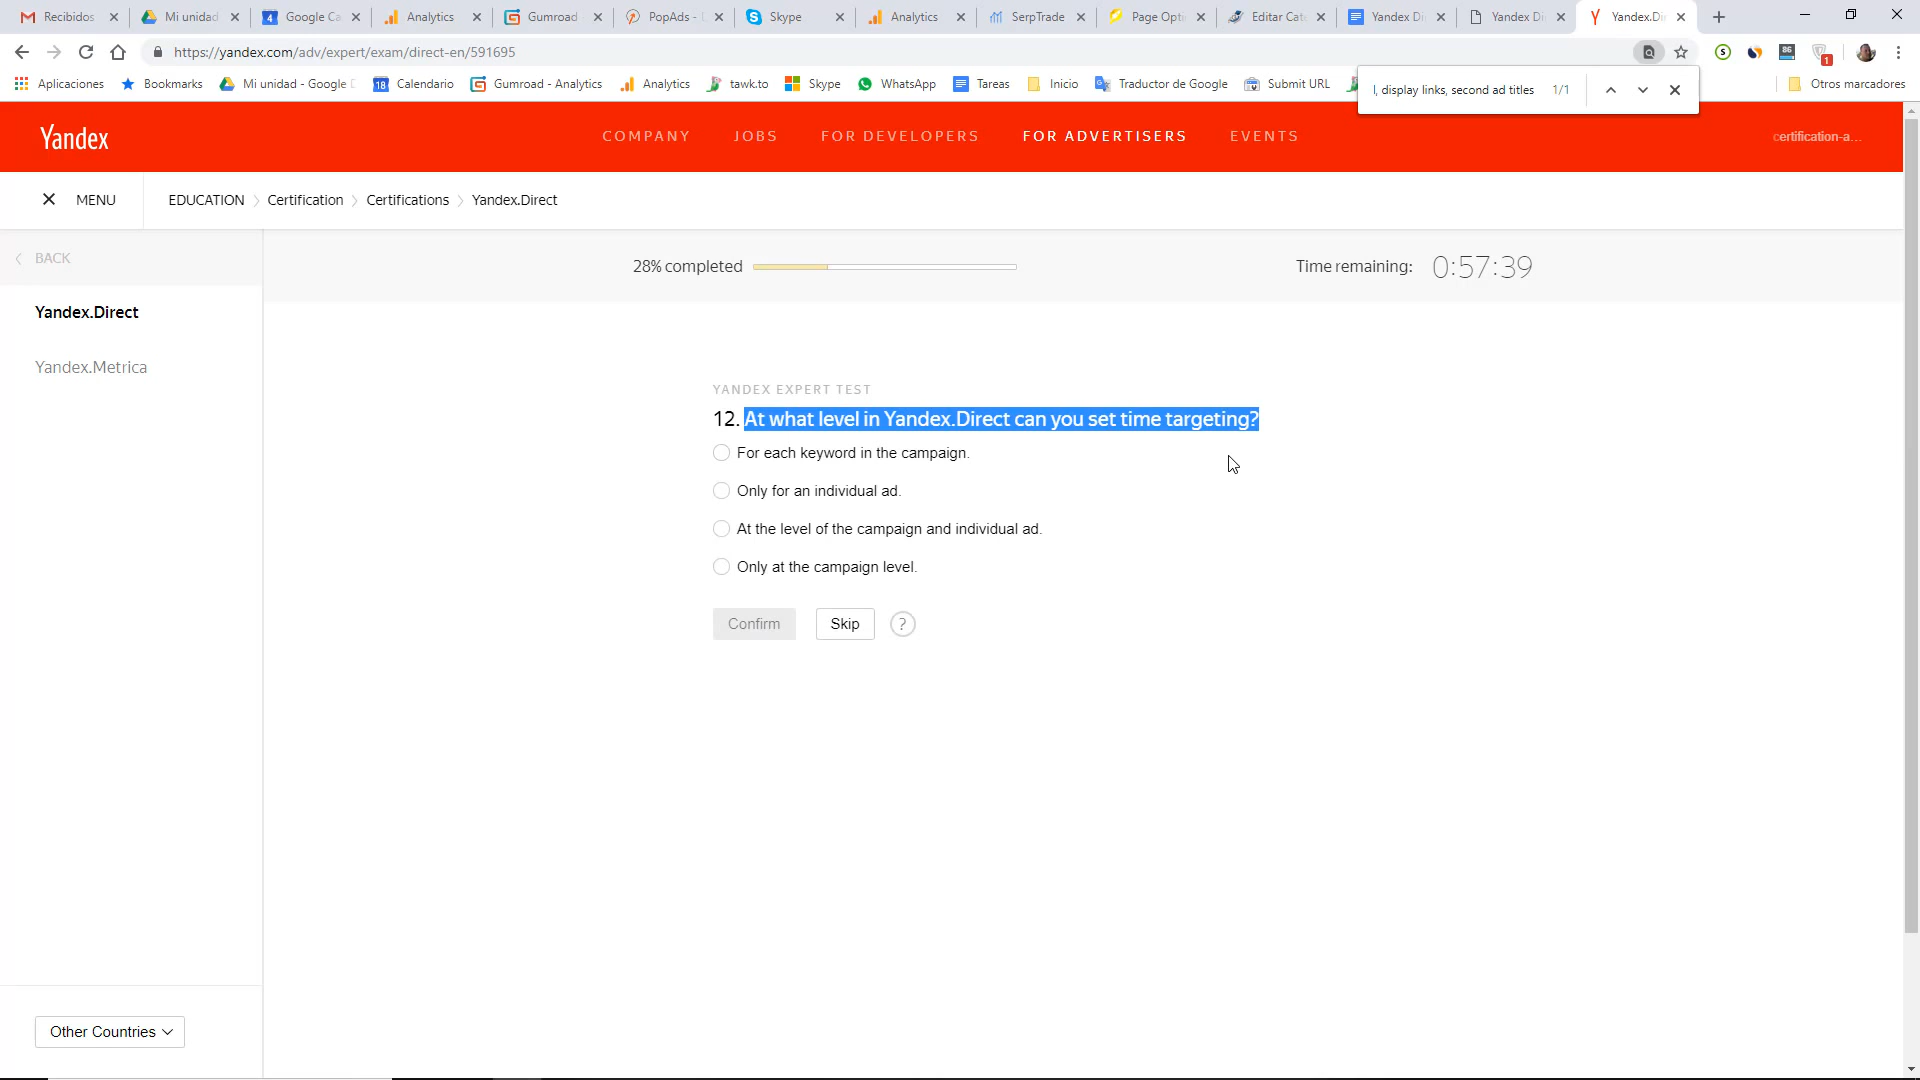 Recibidos
Mi unidad
Google Ca
Analytics
Gumroad
PopAds -
Skype
Analytics
SerpTrade
Page Opti
Editar Cat
Yandex Di
Yandex Di
Yandex.Di
https://yandex.com/adv/expert/exam/direct-en/591695
86
1
Aplicaciones
Bookmarks
Mi unidad - Google
Calendario
Gumroad - Analytics
Analytics
tawk.to
Skype
WhatsApp
Tareas
Inicio
Traductor de Google
Submit URL
l, display links, second ad titles 1/1
Otros marcadores
Yandex
COMPANY
JOBS
FOR DEVELOPERS
FOR ADVERTISERS
EVENTS
certification-a...
MENU
EDUCATION
Certification
Certifications
Yandex.Direct
BACK
28% completed
Time remaining: 0:57:39
Yandex.Direct
Yandex.Metrica
YANDEX EXPERT TEST
12. At what level in Yandex.Direct can you set time targeting?
For each keyword in the campaign.
Only for an individual ad.
At the level of the campaign and individual ad.
Only at the campaign level.
Confirm
Skip
?
Other Countries